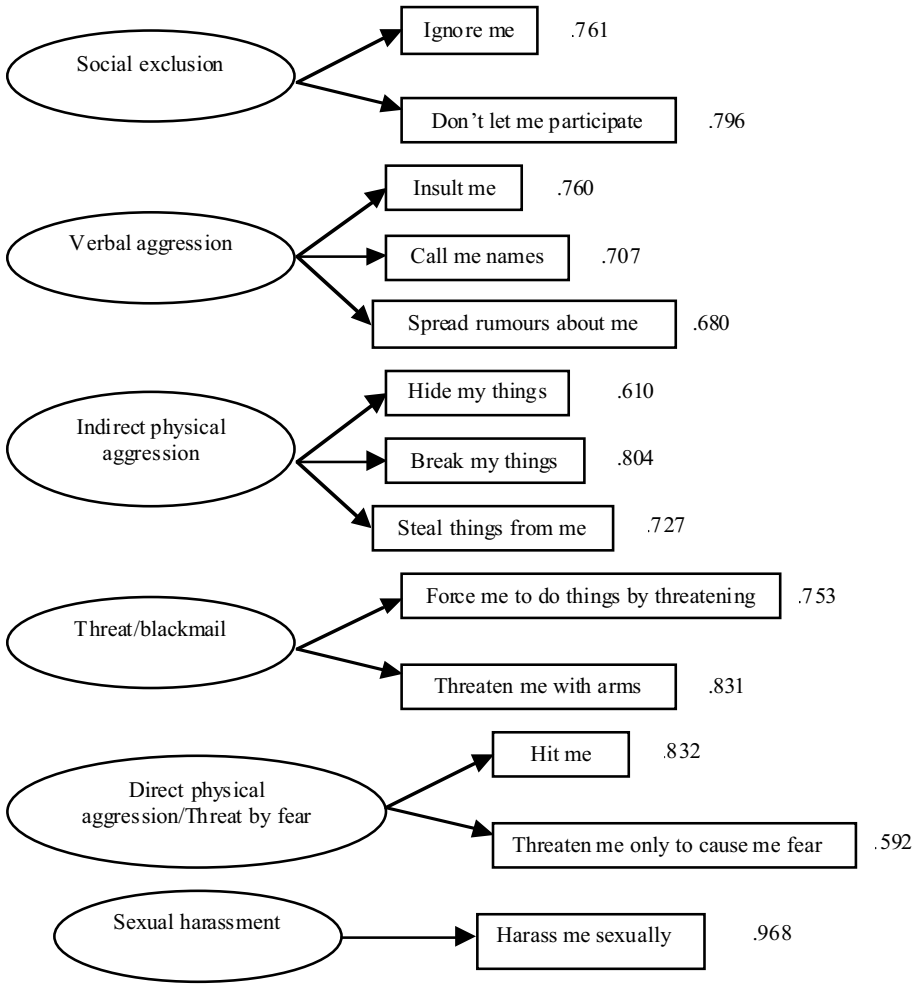 Ignore me .761
Social exclusion
Don't let me participate .796
Insult me .760
Verbal aggression
Call me names .707
Spread rumours about me .680
Hide my things .610
Indirect physical
aggression
Break my things .804
Steal things from me .727
Force me to do things by threatening .753
Threat/blackmail
Threaten me with arms .831
Hit me .832
Direct physical
aggression/Threat by fear
Threaten me only to cause me fear .592
Sexual harassment
Harass me sexually .968